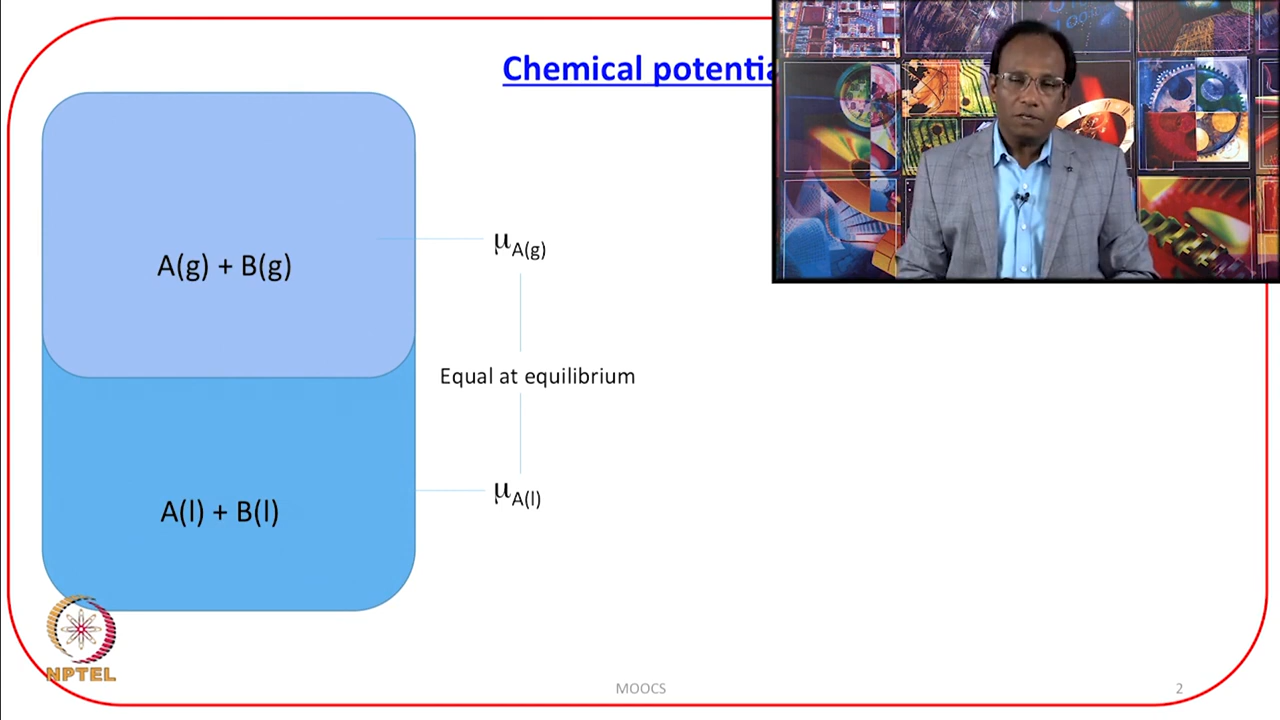 Chemical potentia
A(g) + B(g)
μA(g)
Equal at equilibrium
μA(l)
A(l) + B(l)
NPTEL
MOOCS
2